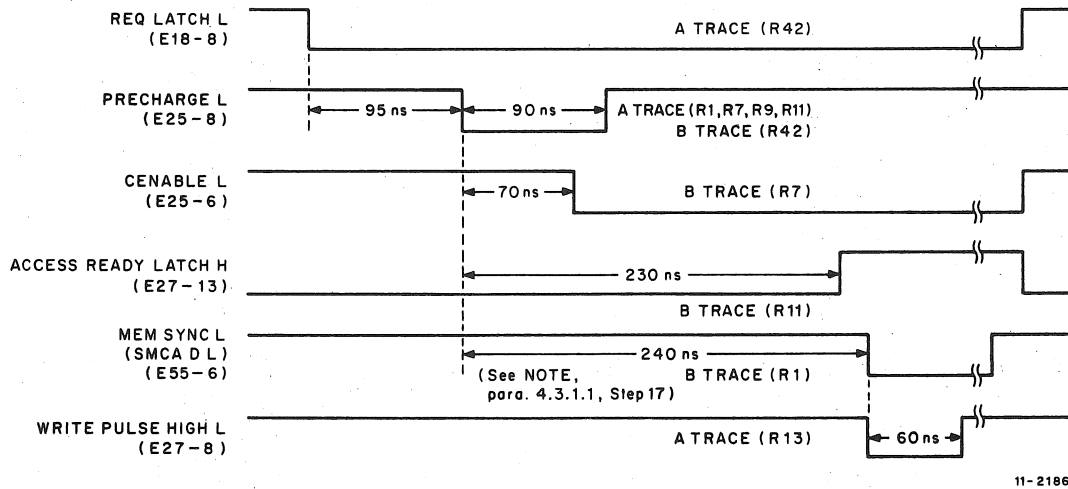 REQ LATCH L
(E18-8)
A TRACE (R42)
PRECHARGE L
(E25-8)
95 ns
90 ns
A TRACE (R1, R7, R9, R11)
B TRACE (R42)
CENABLE L
(E25-6)
70 ns
B TRACE (R7)
ACCESS READY LATCH H
(E27-13)
230 ns
B TRACE (R11)
MEM SYNC L
(SMCA D L)
(E55-6)
240 ns
(See NOTE,
para. 4.3.1.1, Step 17)
B TRACE (R1)
WRITE PULSE HIGH L
(E27-8)
A TRACE (R13)
60 ns
11-2186